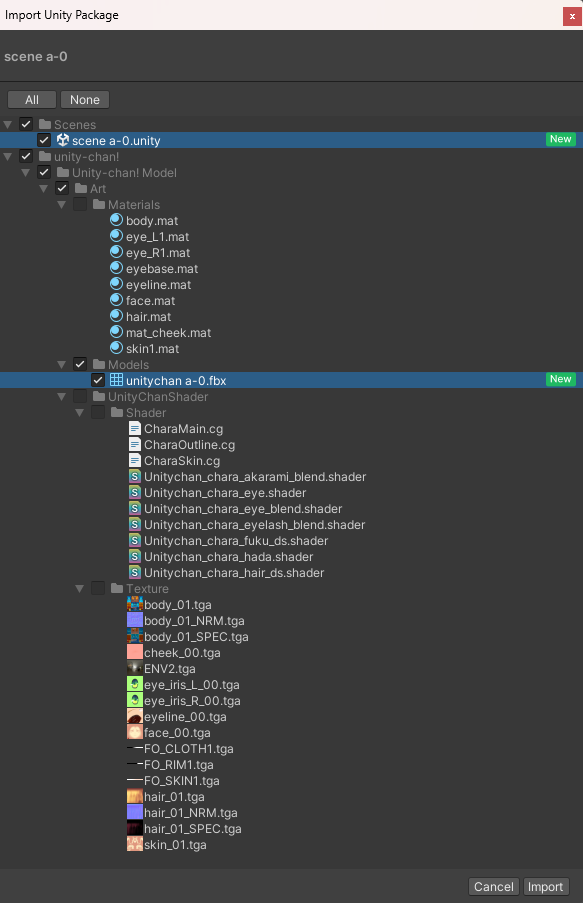 Import Unity Package
x
scene a-0
All None
Scenes
scene a-0.unity New
unity-chan!
Unity-chan! Model
Art
Materials
body.mat
eye_L1.mat
eye_R1.mat
eyebase.mat
eyeline.mat
face.mat
hair.mat
mat_cheek.mat
skin1.mat
Models
unitychan a-0.fbx New
UnityChanShader
Shader
CharaMain.cg
CharaOutline.cg
CharaSkin.cg
S Unitychan_chara_akarami_blend.shader
S Unitychan_chara_eye.shader
S Unitychan_chara_eye_blend.shader
S Unitychan_chara_eyelash_blend.shader
S Unitychan_chara_fuku_ds.shader
S Unitychan_chara_hada.shader
S Unitychan_chara_hair_ds.shader
Texture
body_01.tga
body_01_NRM.tga
body_01_SPEC.tga
cheek_00.tga
ENV2.tga
eye_iris_L_00.tga
eye_iris_R_00.tga
eyeline_00.tga
face_00.tga
FO_CLOTH1.tga
FO_RIM1.tga
FO_SKIN1.tga
hair_01.tga
hair_01_NRM.tga
hair_01_SPEC.tga
skin_01.tga
Cancel Import